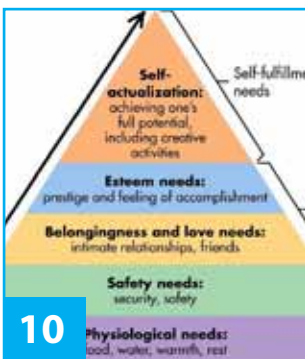 Self-
actualization:
achieving one's
full potential,
including creative
activities
Self-fulfillme
needs
Esteem needs:
prestige and feeling of accomplishment
Belongingness and love needs:
intimate relationships, friends
Safety needs:
security, safety
10
Physiological needs:
food, water, warmth, rest